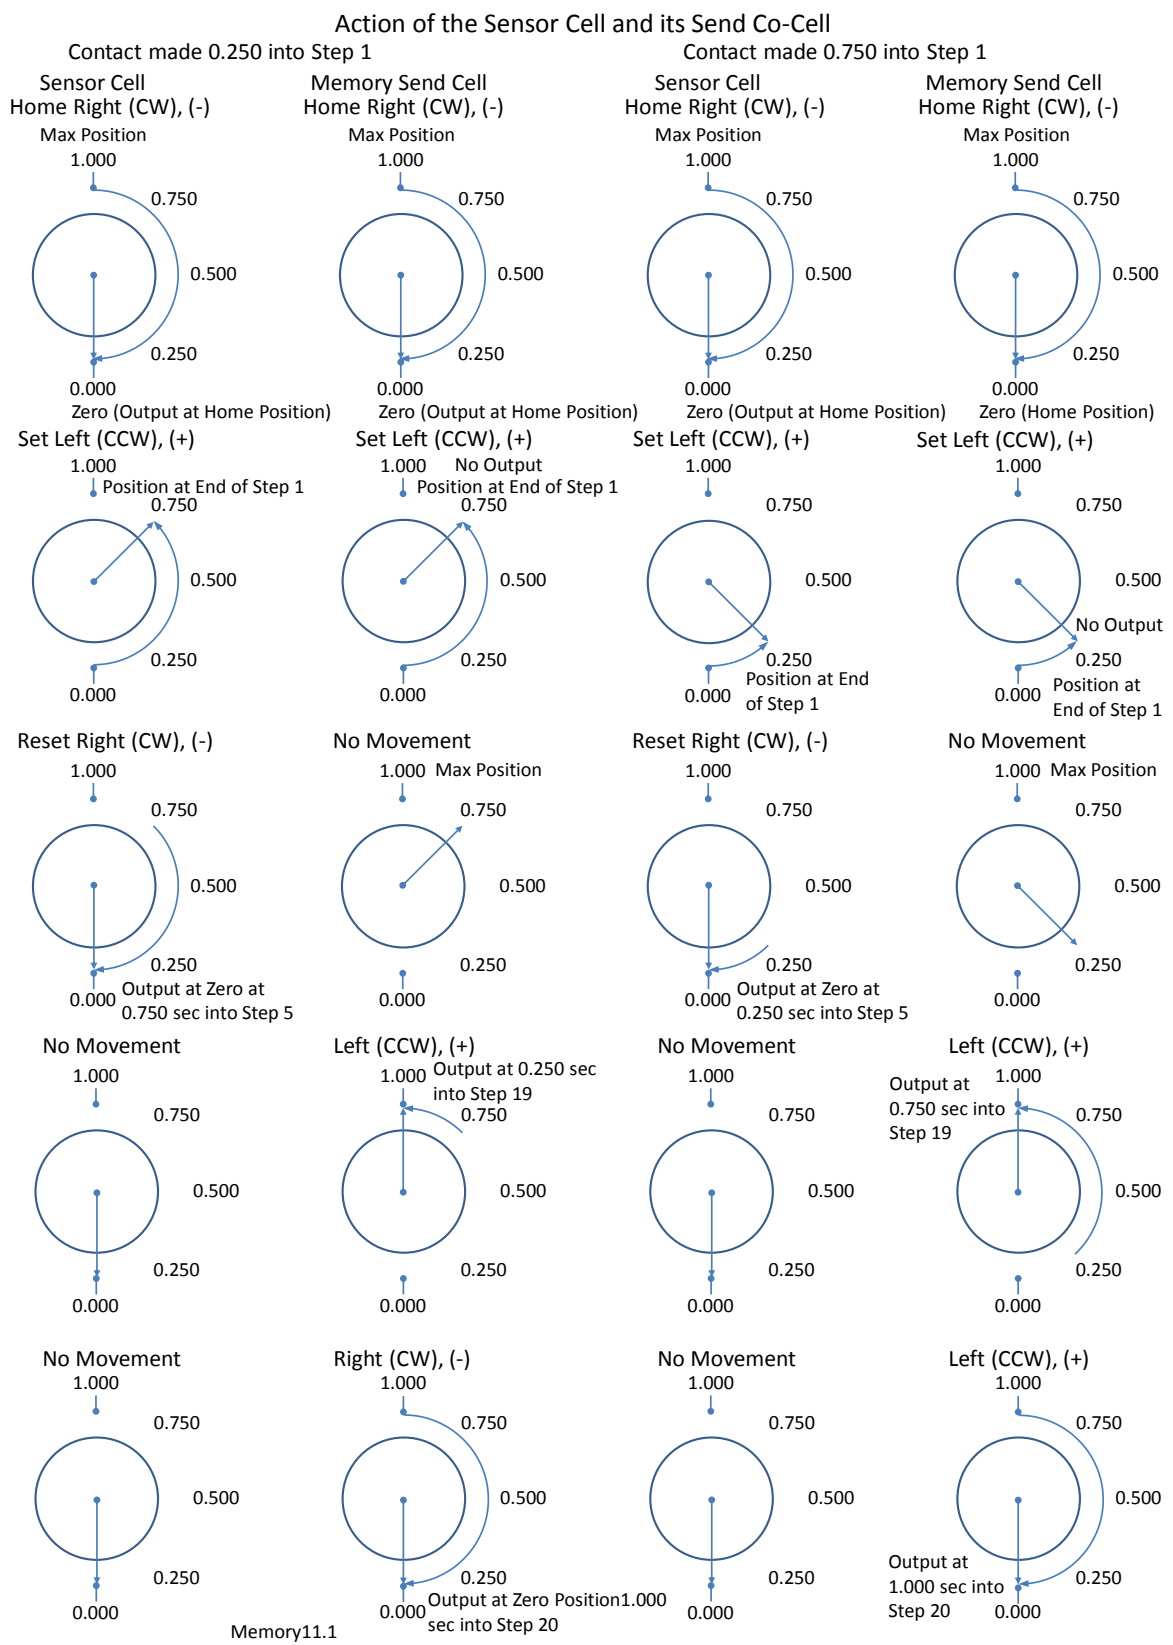 Action of the Sensor Cell and its Send Co-Cell
Contact made 0.250 into Step 1
Contact made 0.750 into Step 1
Sensor Cell
Home Right (CW), (-)
Max Position
1.000
0.750
0.500
0.250
0.000
Zero (Output at Home Position)
Memory Send Cell
Home Right (CW), (-)
Max Position
1.000
0.750
0.500
0.250
0.000
Zero (Output at Home Position)
Sensor Cell
Home Right (CW), (-)
Max Position
1.000
0.750
0.500
0.250
0.000
Zero (Output at Home Position)
Memory Send Cell
Home Right (CW), (-)
Max Position
1.000
0.750
0.500
0.250
0.000
Zero (Home Position)
Set Left (CCW), (+)
1.000
Position at End of Step 1
0.750
0.500
0.250
0.000
Set Left (CCW), (+)
1.000
No Output
Position at End of Step 1
0.750
0.500
0.250
0.000
Set Left (CCW), (+)
1.000
0.750
0.500
0.250
0.000
Position at End
of Step 1
Set Left (CCW), (+)
1.000
0.750
0.500
No Output
0.250
0.000
Position at
End of Step 1
Reset Right (CW), (-)
1.000
0.750
0.500
0.250
0.000
Output at Zero at
0.750 sec into Step 5
No Movement
1.000
Max Position
0.750
0.500
0.250
0.000
Reset Right (CW), (-)
1.000
0.750
0.500
0.250
0.000
Output at Zero at
0.250 sec into Step 5
No Movement
1.000
Max Position
0.750
0.500
0.250
0.000
No Movement
1.000
0.750
0.500
0.250
0.000
Left (CCW), (+)
1.000
Output at 0.250 sec
into Step 19
0.750
0.500
0.250
0.000
No Movement
1.000
0.750
0.500
0.250
0.000
Left (CCW), (+)
1.000
Output at
0.750 sec into
Step 19
0.750
0.500
0.250
0.000
No Movement
1.000
0.750
0.500
0.250
0.000
Right (CW), (-)
1.000
0.750
0.500
0.250
0.000
Output at Zero Position1.000
sec into Step 20
No Movement
1.000
0.750
0.500
0.250
0.000
Left (CCW), (+)
1.000
0.750
0.500
0.250
Output at
1.000 sec into
Step 20
0.000
Memory11.1